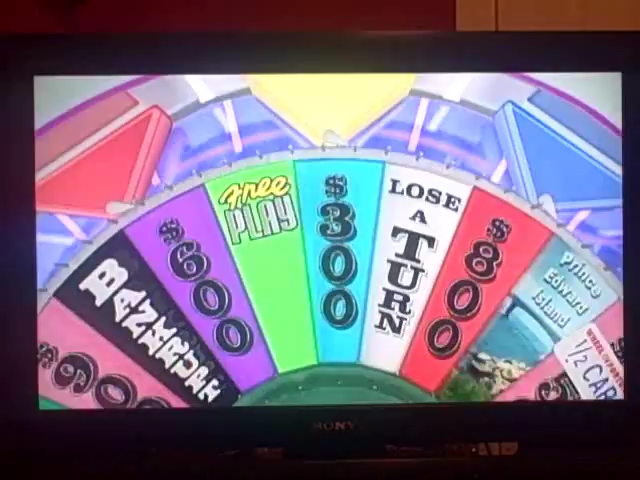 BANKRUPT
$600
Free
PLAY
$300
LOSE
A
TURN
$800
Prince
Edward
Island
1/2 CAR
SONY